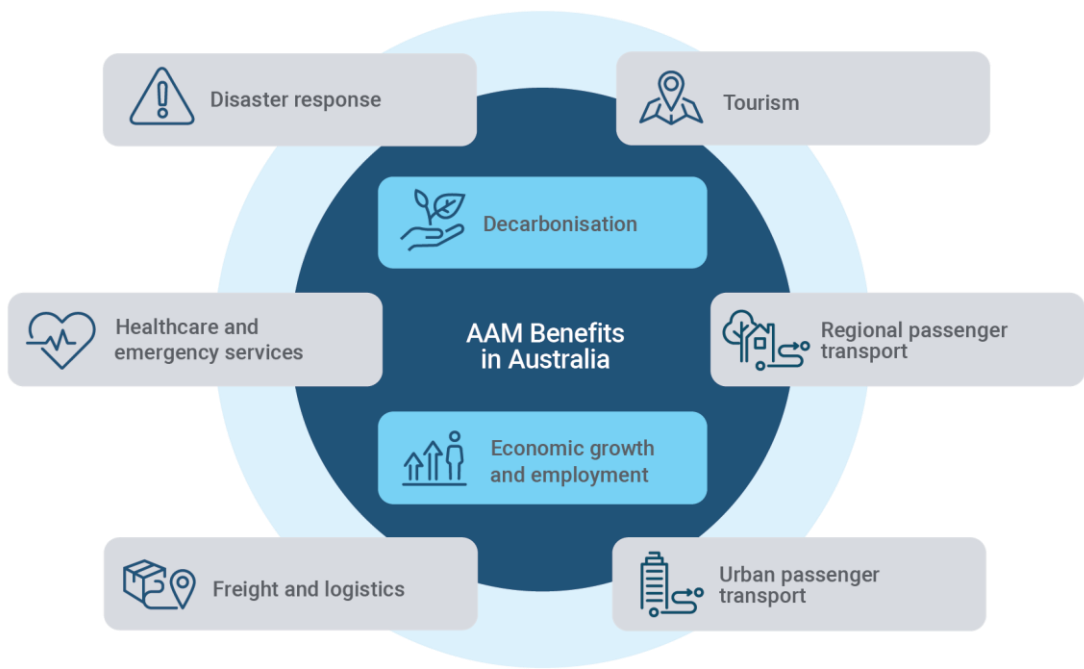 Disaster response
Tourism
Decarbonisation
Healthcare and
emergency services
AAM Benefits
in Australia
Regional passenger
transport
Economic growth
and employment
Freight and logistics
Urban passenger
transport